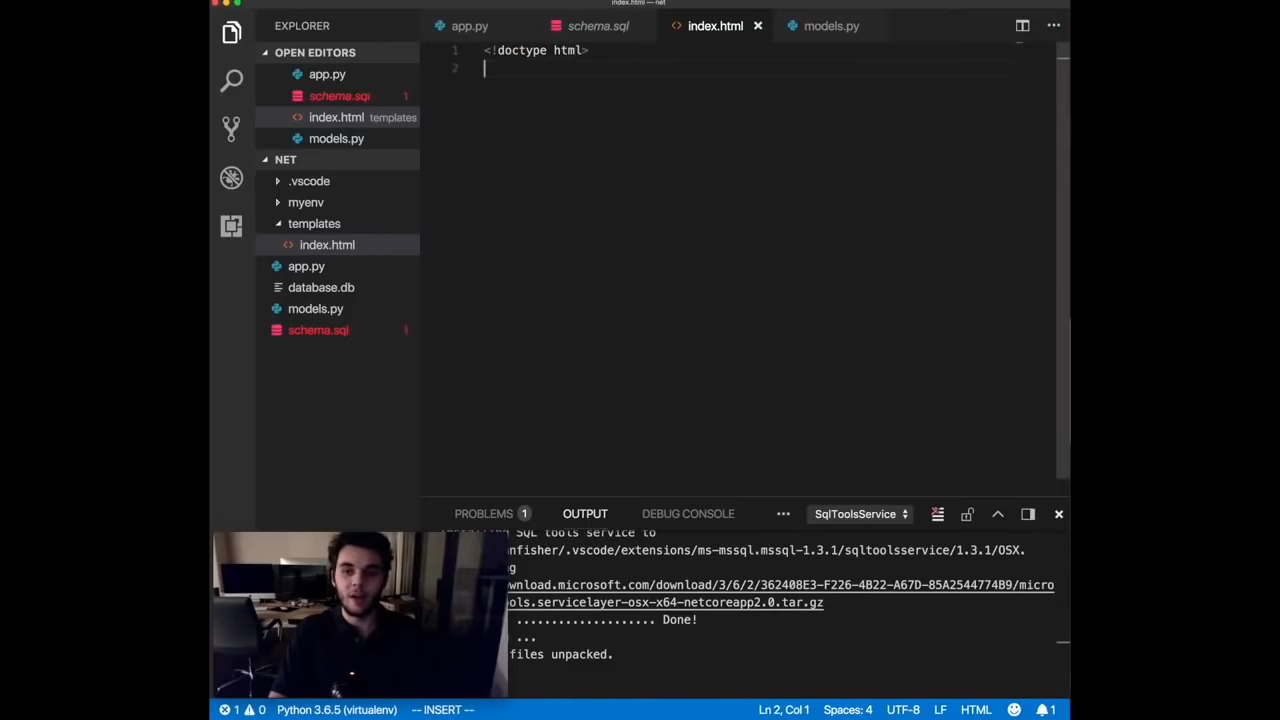 index.html — net
EXPLORER
app.py
schema.sql
index.html
models.py
OPEN EDITORS
app.py
schema.sql 1
index.html templates
models.py
NET
.vscode
myenv
templates
index.html
app.py
database.db
models.py
schema.sql 1
1 <!doctype html>
2
PROBLEMS 1 OUTPUT DEBUG CONSOLE SqlToolsService
SQL tools service to
nfisher/.vscode/extensions/ms-mssql.mssql-1.3.1/sqltoolsservice/1.3.1/OSX.
g
wnload.microsoft.com/download/3/6/2/362408E3-F226-4B22-A67D-85A2544774B9/micro
ools.servicelayer-osx-x64-netcoreapp2.0.tar.gz
.................... Done!
...
files unpacked.
1 0 Python 3.6.5 (virtualenv) -- INSERT -- Ln 2, Col 1 Spaces: 4 UTF-8 LF HTML 1